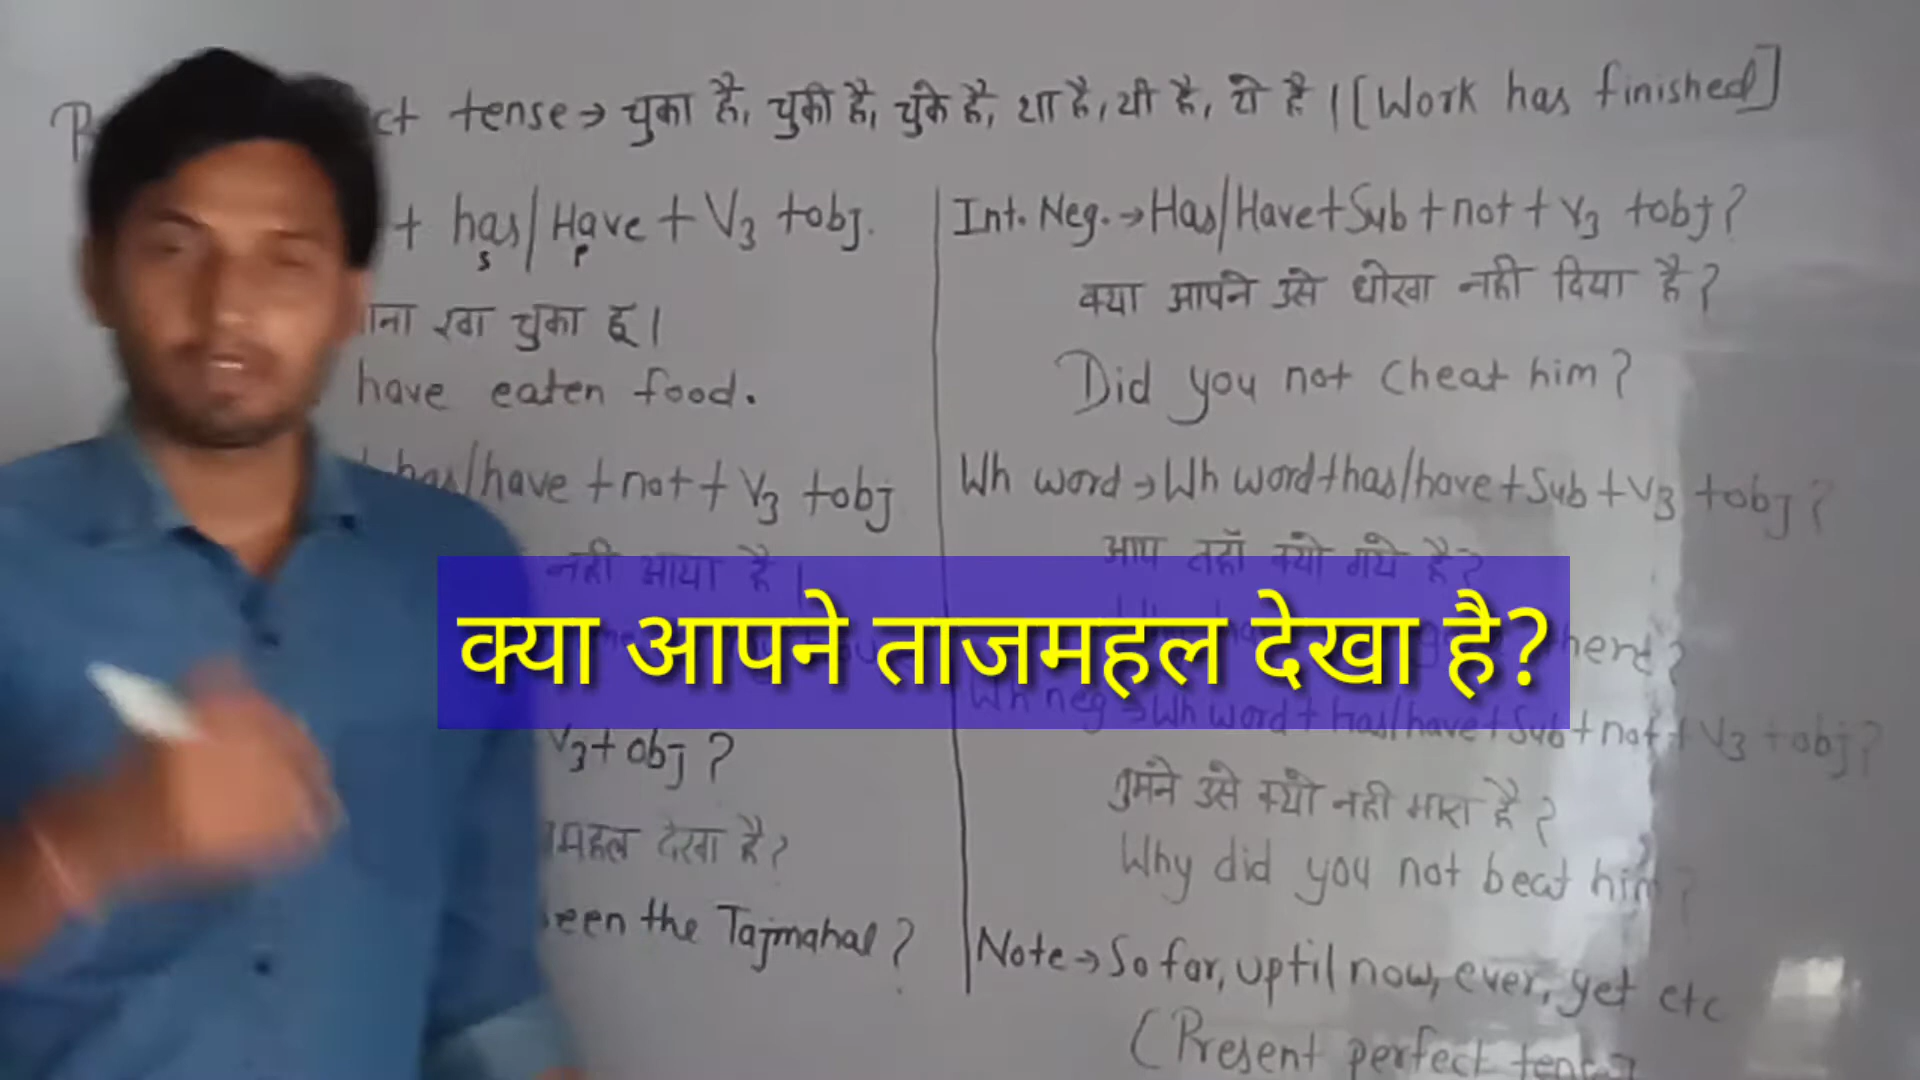 ct tense → चुका है, चुकी है, चुके है, या है, यी है, ये है । [Work has finished]
+ has/Have + V3 +obj.
s p
ाना खा चुका हू ।
have eaten food.
has/have +not + V3 +obj
नही आया है ।
V3+ obj ?
महल देखा है?
seen the Tajmahal ?
Int. Neg. → Has/Have+Sub +not + V3 +obj?
क्या आपने उसे धोखा नही दिया है ?
Did you not cheat him?
Wh word → Wh word+has/have +Sub +V3 +obj ?
आप वहाँ क्यो गये है?
क्या आपने ताजमहल देखा है?
there?
Wh neg → Wh word + has/have + Sub + not + V3 + obj?
तुमने उसे क्यो नही मारा है ?
Why did you not beat him ?
Note → So far, uptil now, ever, yet etc
(Present perfect tense)